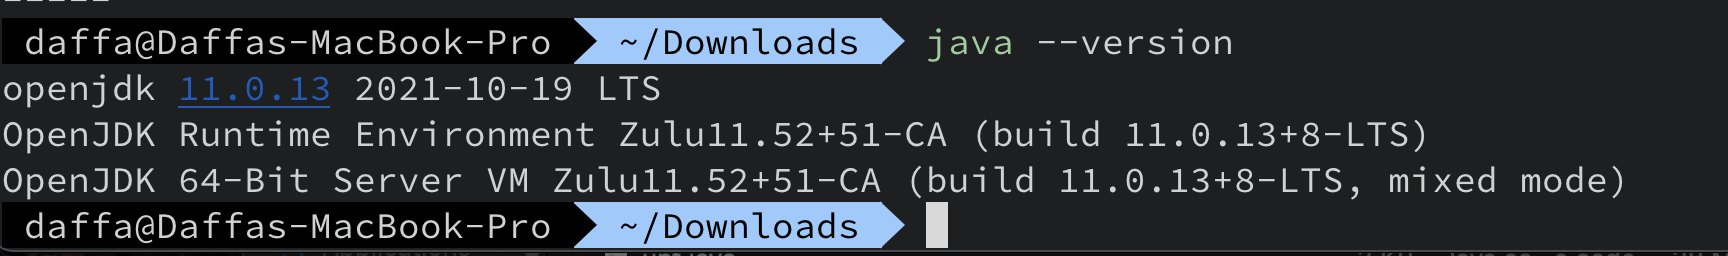 daffa@Daffas-MacBook-Pro ~/Downloads java --version
openjdk 11.0.13 2021-10-19 LTS
OpenJDK Runtime Environment Zulu11.52+51-CA (build 11.0.13+8-LTS)
OpenJDK 64-Bit Server VM Zulu11.52+51-CA (build 11.0.13+8-LTS, mixed mode)
daffa@Daffas-MacBook-Pro ~/Downloads